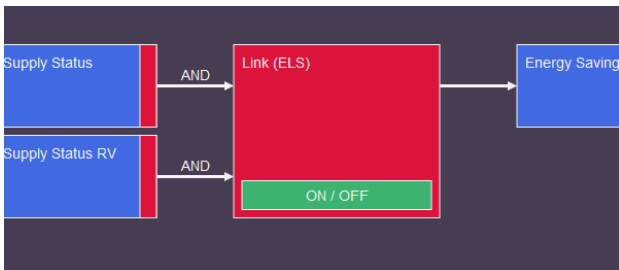 Supply Status
AND
Link (ELS)
Energy Saving
Supply Status RV
AND
ON / OFF